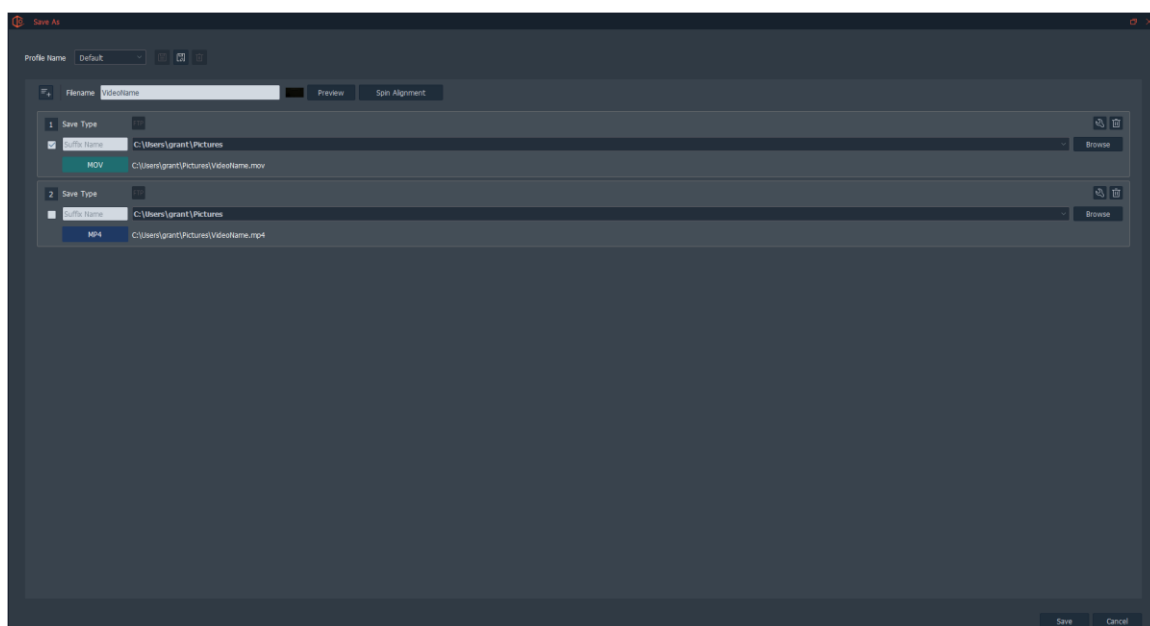 Save As
Profile Name Default
Filename VideoName Preview Spin Alignment
1 Save Type
Suffix Name C:\Users\grant\Pictures Browse
MOV C:\Users\grant\Pictures\VideoName.mov
2 Save Type
Suffix Name C:\Users\grant\Pictures Browse
MP4 C:\Users\grant\Pictures\VideoName.mp4
Save Cancel